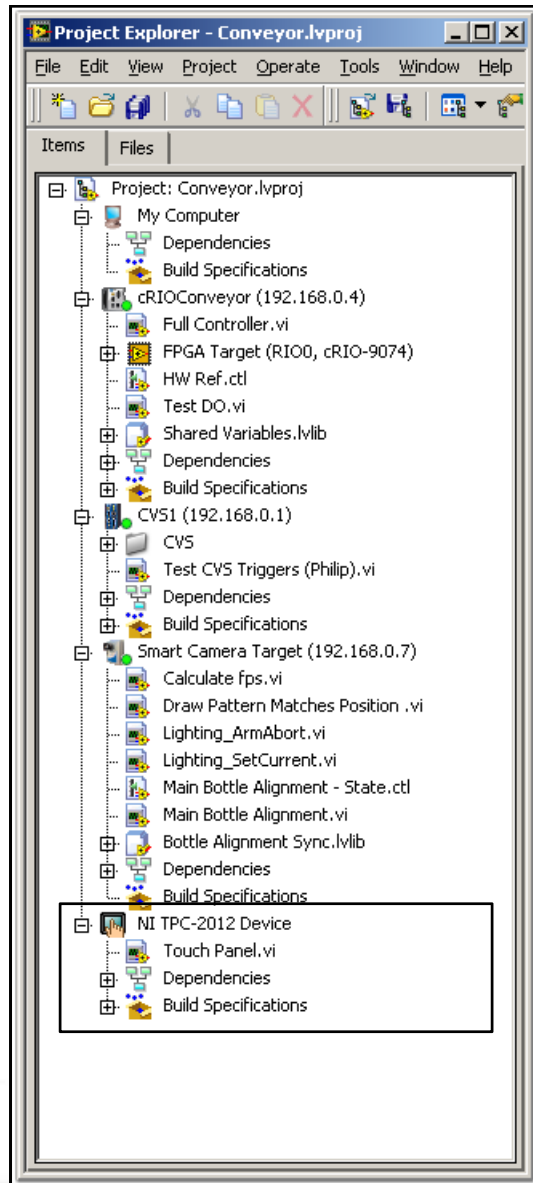 Project Explorer - Conveyor.lvproj
File Edit View Project Operate Tools Window Help
Items Files
Project: Conveyor.lvproj
My Computer
Dependencies
Build Specifications
cRIOConveyor (192.168.0.4)
Full Controller.vi
FPGA Target (RIO0, cRIO-9074)
HW Ref.ctl
Test DO.vi
Shared Variables.lvlib
Dependencies
Build Specifications
CVS1 (192.168.0.1)
CVS
Test CVS Triggers (Philip).vi
Dependencies
Build Specifications
Smart Camera Target (192.168.0.7)
Calculate fps.vi
Draw Pattern Matches Position .vi
Lighting_ArmAbort.vi
Lighting_SetCurrent.vi
Main Bottle Alignment - State.ctl
Main Bottle Alignment.vi
Bottle Alignment Sync.lvlib
Dependencies
Build Specifications
NI TPC-2012 Device
Touch Panel.vi
Dependencies
Build Specifications